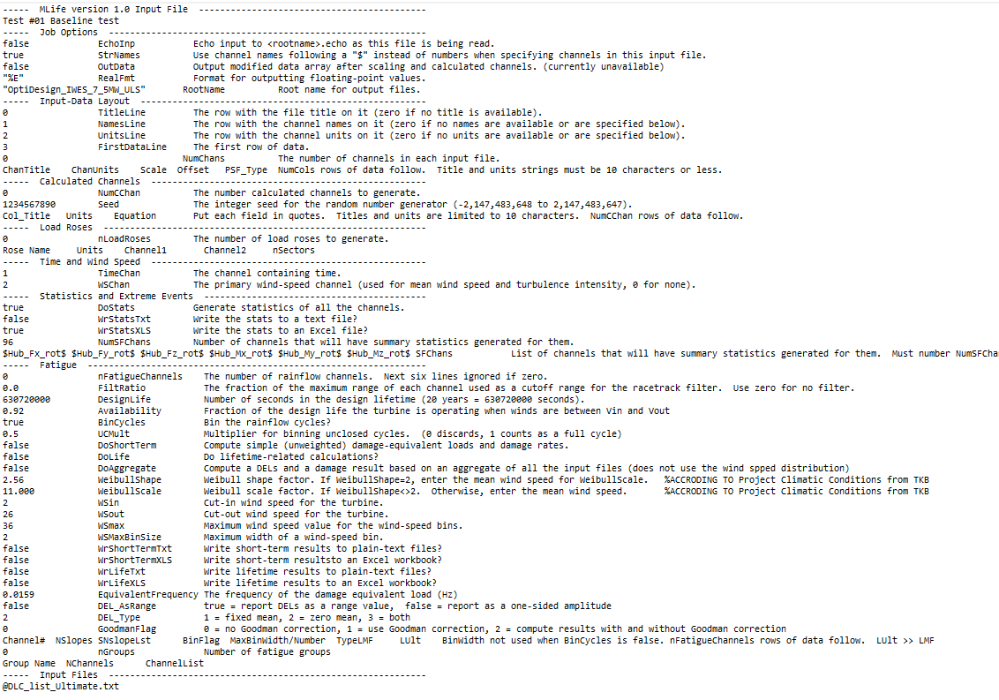 -----  MLife version 1.0 Input File  -------------------------------------------
Test #01 Baseline test
-----  Job Options  ------------------------------------------------------------
false             EchoInp           Echo input to <rootname>.echo as this file is being read.
true              StrNames          Use channel names following a "$" instead of numbers when specifying channels in this input file.
false             OutData           Output modified data array after scaling and calculated channels. (currently unavailable)
"%E"              RealFmt           Format for outputting floating-point values.
"OptiDesign_IWES_7_5MW_ULS"       RootName          Root name for output files.
-----  Input-Data Layout  ------------------------------------------------------
0                 TitleLine         The row with the file title on it (zero if no title is available).
1                 NamesLine         The row with the channel names on it (zero if no names are available or are specified below).
2                 UnitsLine         The row with the channel units on it (zero if no units are available or are specified below).
3                 FirstDataLine     The first row of data.
0                                 NumChans          The number of channels in each input file.
ChanTitle    ChanUnits    Scale  Offset   PSF_Type  NumCols rows of data follow.  Title and units strings must be 10 characters or less.
-----  Calculated Channels  ----------------------------------------------------
0                 NumCChan          The number calculated channels to generate.
1234567890        Seed              The integer seed for the random number generator (-2,147,483,648 to 2,147,483,647).
Col_Title   Units    Equation       Put each field in quotes.  Titles and units are limited to 10 characters.  NumCChan rows of data follow.
-----  Load Roses  -------------------------------------------------------------
0                 nLoadRoses        The number of load roses to generate.
Rose Name     Units    Channel1       Channel2     nSectors
-----  Time and Wind Speed  ----------------------------------------------------
1                 TimeChan          The channel containing time.
2                 WSChan            The primary wind-speed channel (used for mean wind speed and turbulence intensity, 0 for none).
-----  Statistics and Extreme Events  ------------------------------------------
true              DoStats           Generate statistics of all the channels.
false             WrStatsTxt        Write the stats to a text file?
true              WrStatsXLS        Write the stats to an Excel file?
96                NumSFChans        Number of channels that will have summary statistics generated for them.
$Hub_Fx_rot$ $Hub_Fy_rot$ $Hub_Fz_rot$ $Hub_Mx_rot$ $Hub_My_rot$ $Hub_Mz_rot$ SFChans           List of channels that will have summary statistics generated for them.  Must number NumSFCha
-----  Fatigue  ----------------------------------------------------------------
0                 nFatigueChannels    The number of rainflow channels.  Next six lines ignored if zero.
0.0               FiltRatio           The fraction of the maximum range of each channel used as a cutoff range for the racetrack filter.  Use zero for no filter.
630720000         DesignLife          Number of seconds in the design lifetime (20 years = 630720000 seconds).
0.92              Availability        Fraction of the design life the turbine is operating when winds are between Vin and Vout
true              BinCycles           Bin the rainflow cycles?
0.5               UCMult              Multiplier for binning unclosed cycles.  (0 discards, 1 counts as a full cycle)
false             DoShortTerm         Compute simple (unweighted) damage-equivalent loads and damage rates.
false             DoLife              Do lifetime-related calculations?
false             DoAggregate         Compute a DELs and a damage result based on an aggregate of all the input files (does not use the wind spped distribution)
2.56              WeibullShape        Weibull shape factor. If WeibullShape=2, enter the mean wind speed for WeibullScale.   %ACCRODING TO Project Climatic Conditions from TKB
11.000            WeibullScale        Weibull scale factor. If WeibullShape<>2.  Otherwise, enter the mean wind speed.       %ACCRODING TO Project Climatic Conditions from TKB
2                 WSin                Cut-in wind speed for the turbine.
26                WSout               Cut-out wind speed for the turbine.
36                WSmax               Maximum wind speed value for the wind-speed bins.
2                 WSMaxBinSize        Maximum width of a wind-speed bin.
false             WrShortTermTxt      Write short-term results to plain-text files?
false             WrShortTermXLS      Write short-term resultsto an Excel workbook?
false             WrLifeTxt           Write lifetime results to plain-text files?
false             WrLifeXLS           Write lifetime results to an Excel workbook?
0.0159            EquivalentFrequency The frequency of the damage equivalent load (Hz)
false             DEL_AsRange         true = report DELs as a range value,  false = report as a one-sided amplitude
2                 DEL_Type            1 = fixed mean, 2 = zero mean, 3 = both
0                 GoodmanFlag         0 = no Goodman correction, 1 = use Goodman correction, 2 = compute results with and without Goodman correction
Channel#  NSlopes SNslopeLst      BinFlag  MaxBinWidth/Number  TypeLMF     LUlt    BinWidth not used when BinCycles is false. nFatigueChannels rows of data follow.  LUlt >> LMF
0                 nGroups             Number of fatigue groups
Group Name  NChannels      ChannelList
-----  Input Files  ------------------------------------------------------------
@DLC_list_Ultimate.txt